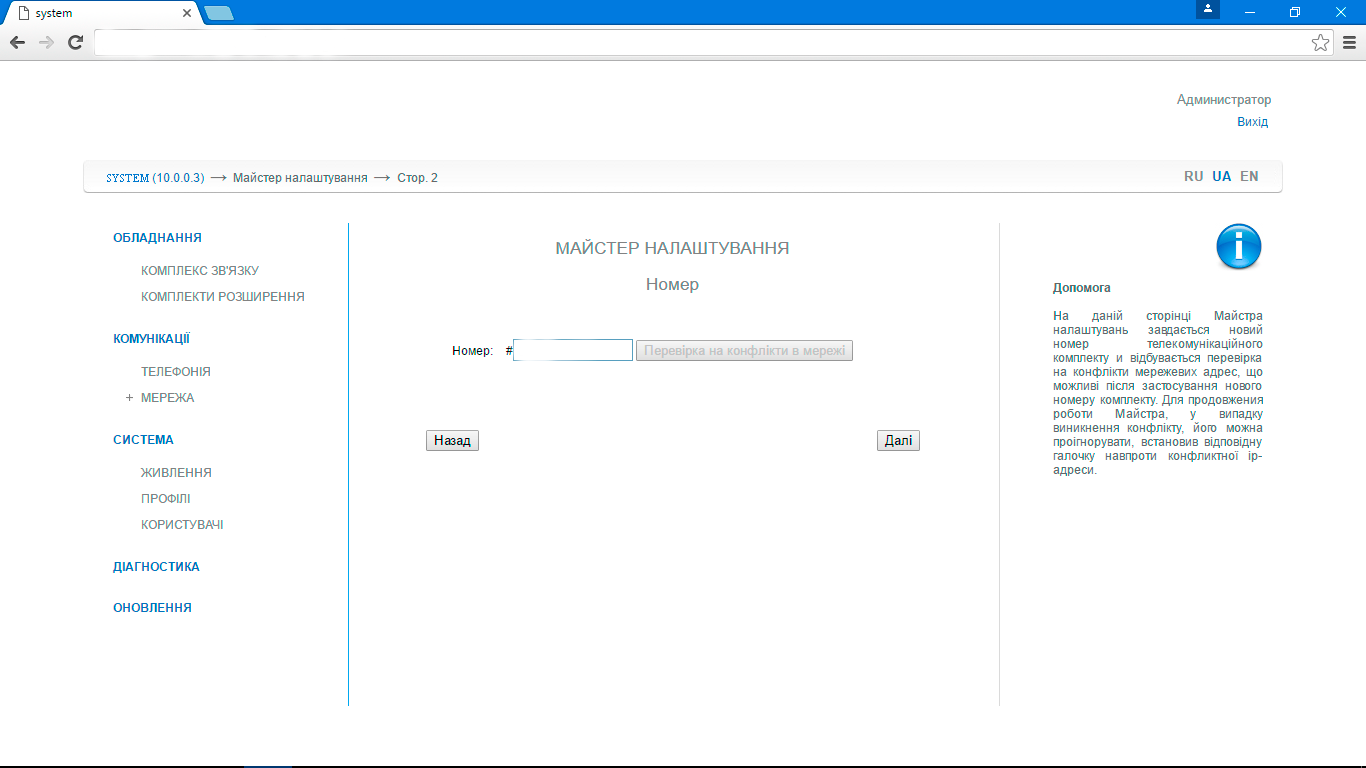 system
Администратор
Вихід
SYSTEM (10.0.0.3) → Майстер налаштування → Стор. 2
RU UA EN
ОБЛАДНАННЯ
КОМПЛЕКС ЗВ'ЯЗКУ
КОМПЛЕКТИ РОЗШИРЕННЯ
КОМУНІКАЦІЇ
ТЕЛЕФОНІЯ
+ МЕРЕЖА
СИСТЕМА
ЖИВЛЕННЯ
ПРОФІЛІ
КОРИСТУВАЧІ
ДІАГНОСТИКА
ОНОВЛЕННЯ
МАЙСТЕР НАЛАШТУВАННЯ
Номер
Номер: # Перевірка на конфлікти в мережі
Назад Далі
Допомога
На даній сторінці Майстра
налаштувань завдається новий
номер телекомунікаційного
комплекту и відбувається перевірка
на конфлікти мережевих адрес, що
можливі після застосування нового
номеру комплекту. Для продовження
роботи Майстра, у випадку
виникнення конфлікту, його можна
проігнорувати, встановив відповідну
галочку навпроти конфликтної ір-
адреси.